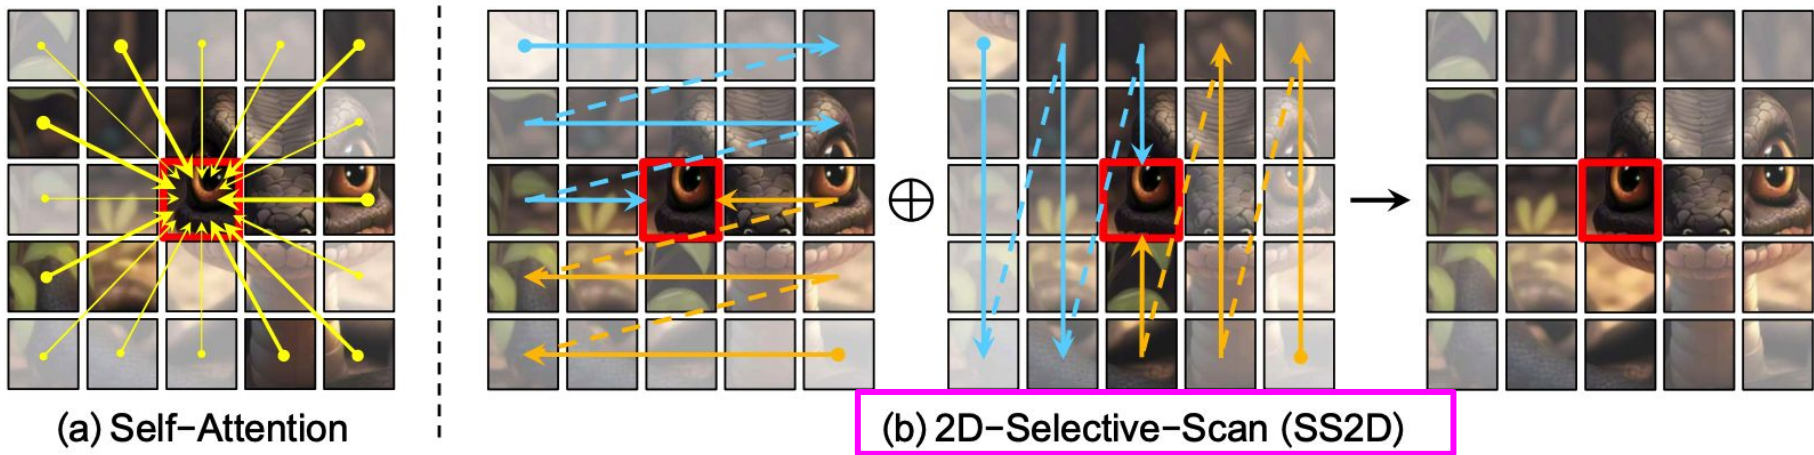 (a) Self-Attention
(b) 2D-Selective-Scan (SS2D)